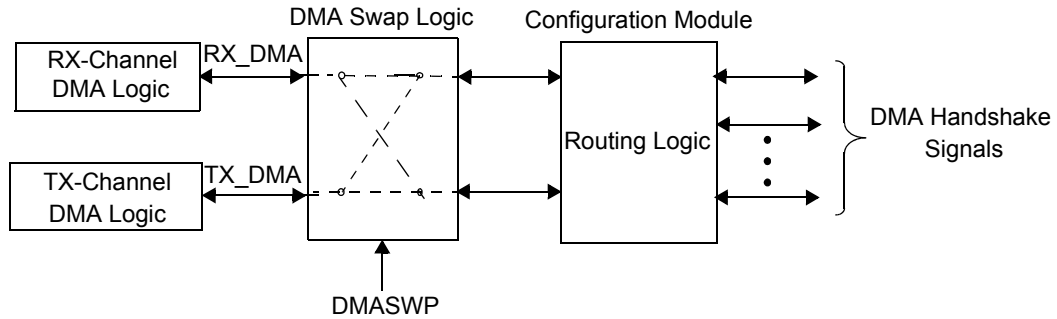 DMA Swap Logic
Configuration Module
RX-Channel
DMA Logic
RX_DMA
Routing Logic
DMA Handshake
Signals
TX-Channel
DMA Logic
TX_DMA
DMASWP